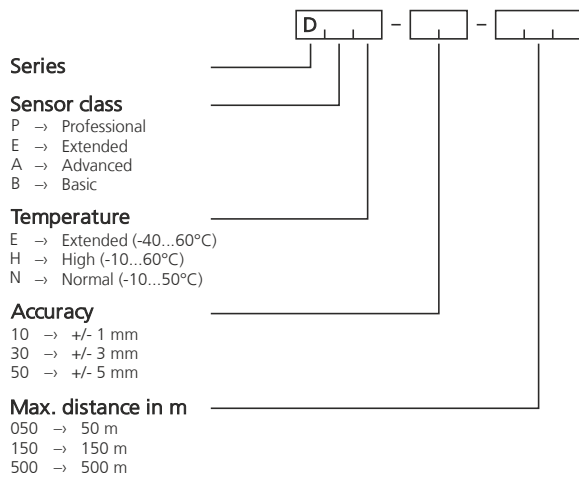 D – –
Series
Sensor class
P –› Professional
E –› Extended
A –› Advanced
B –› Basic
Temperature
E –› Extended (-40...60°C)
H –› High (-10...60°C)
N –› Normal (-10...50°C)
Accuracy
10 –› +/- 1 mm
30 –› +/- 3 mm
50 –› +/- 5 mm
Max. distance in m
050 –› 50 m
150 –› 150 m
500 –› 500 m